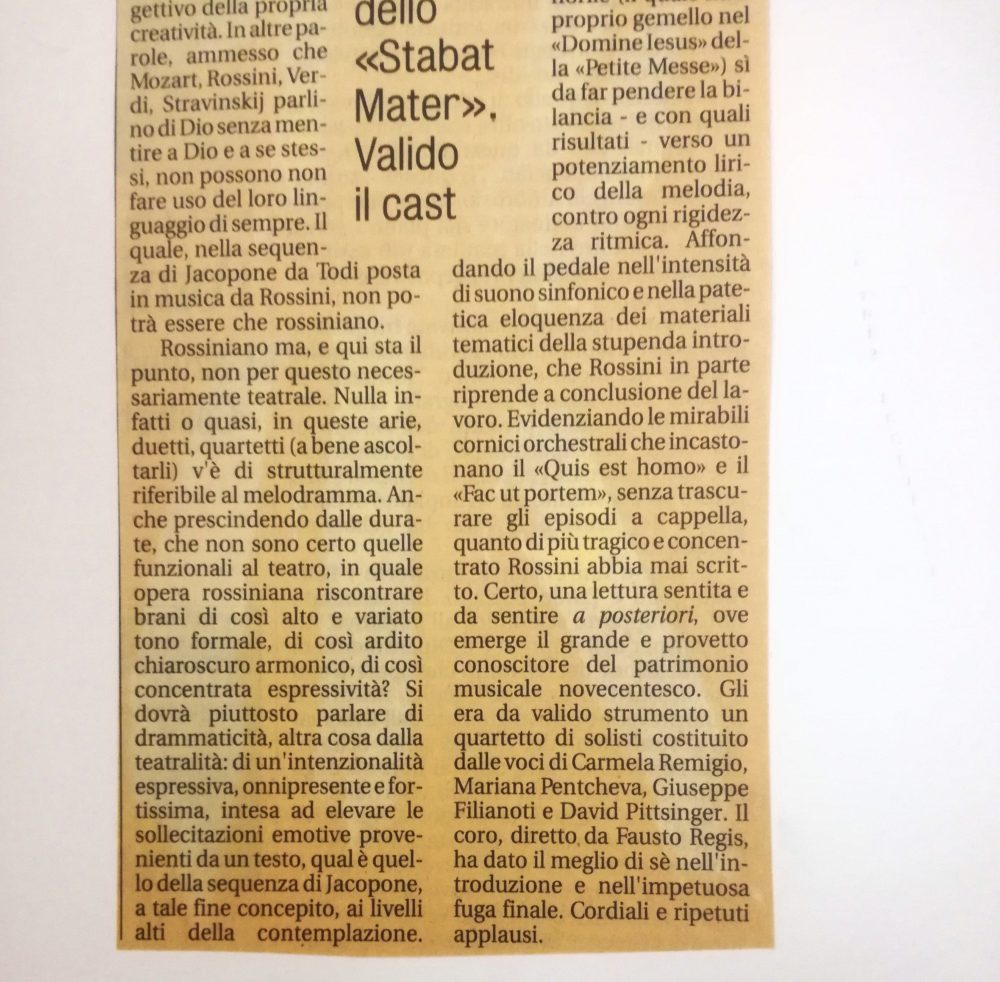 gettivo della propria
creatività. In altre pa-
role, ammesso che
Mozart, Rossini, Ver-
di, Stravinskij parli-
no di Dio senza men-
tire a Dio e a se stes-
si, non possono non
fare uso del loro lin-
guaggio di sempre. Il
quale, nella sequen-
za di Jacopone da Todi posta
in musica da Rossini, non po-
trà essere che rossiniano.
Rossiniano ma, e qui sta il
punto, non per questo neces-
sariamente teatrale. Nulla in-
fatti o quasi, in queste arie,
duetti, quartetti (a bene ascol-
tarli) v'è di strutturalmente
riferibile al melodramma. An-
che prescindendo dalle dura-
te, che non sono certo quelle
funzionali al teatro, in quale
opera rossiniana riscontrare
brani di così alto e variato
tono formale, di così ardito
chiaroscuro armonico, di così
concentrata espressività? Si
dovrà piuttosto parlare di
drammaticità, altra cosa dalla
teatralità: di un'intenzionalità
espressiva, onnipresente e for-
tissima, intesa ad elevare le
sollecitazioni emotive prove-
nienti da un testo, qual è quel-
lo della sequenza di Jacopone,
a tale fine concepito, ai livelli
alti della contemplazione.
dello
«Stabat
Mater».
Valido
il cast
proprio gemello nel
«Domine Iesus» del-
la «Petite Messe») sì
da far pendere la bi-
lancia - e con quali
risultati - verso un
potenziamento liri-
co della melodia,
contro ogni rigidez-
za ritmica. Affon-
dando il pedale nell'intensità
di suono sinfonico e nella pate-
tica eloquenza dei materiali
tematici della stupenda intro-
duzione, che Rossini in parte
riprende a conclusione del la-
voro. Evidenziando le mirabili
cornici orchestrali che incasto-
nano il «Quis est homo» e il
«Fac ut portem», senza trascu-
rare gli episodi a cappella,
quanto di più tragico e concen-
trato Rossini abbia mai scrit-
to. Certo, una lettura sentita e
da sentire a posteriori, ove
emerge il grande e provetto
conoscitore del patrimonio
musicale novecentesco. Gli
era da valido strumento un
quartetto di solisti costituito
dalle voci di Carmela Remigio,
Mariana Pentcheva, Giuseppe
Filianoti e David Pittsinger. Il
coro, diretto da Fausto Regis,
ha dato il meglio di sè nell'in-
troduzione e nell'impetuosa
fuga finale. Cordiali e ripetuti
applausi.